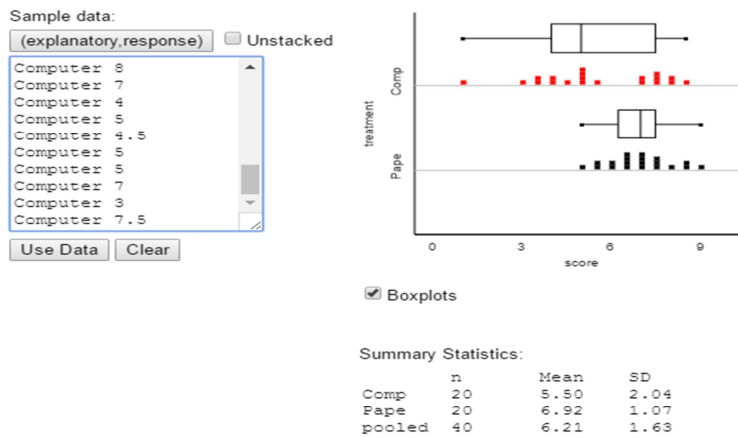 Sample data:
(explanatory,response) Unstacked
Computer 8
Computer 7
Computer 4
Computer 5
Computer 4.5
Computer 5
Computer 5
Computer 7
Computer 3
Computer 7.5
Use Data Clear
treatment
Comp
Pape
0 3 6 9
score
Boxplots
Summary Statistics:
n Mean SD
Comp 20 5.50 2.04
Pape 20 6.92 1.07
pooled 40 6.21 1.63